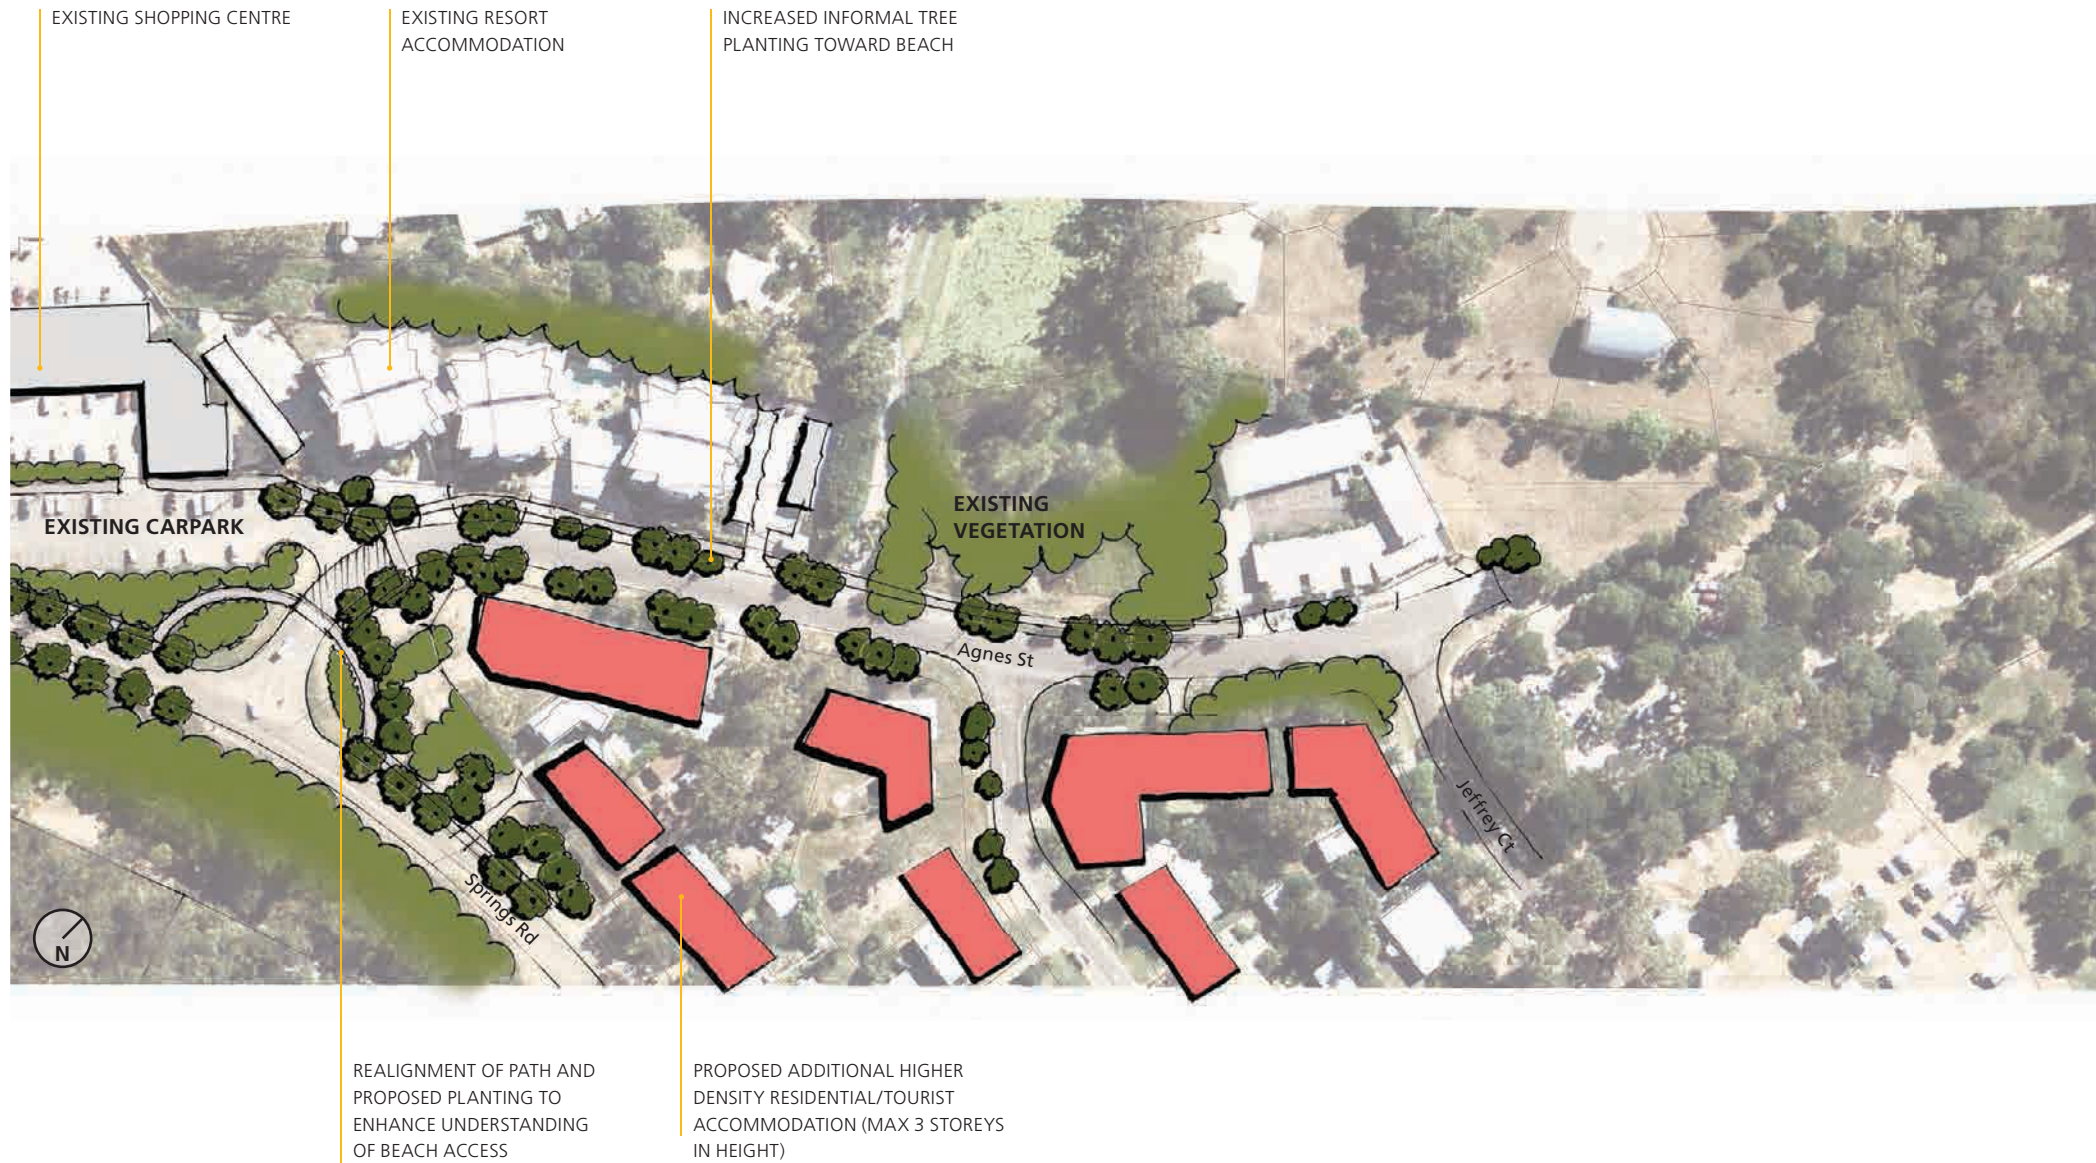 EXISTING SHOPPING CENTRE
EXISTING RESORT
ACCOMMODATION
INCREASED INFORMAL TREE
PLANTING TOWARD BEACH
EXISTING CARPARK
EXISTING
VEGETATION
Agnes St
Jeffrey Ct
Springs Rd
N
REALIGNMENT OF PATH AND
PROPOSED PLANTING TO
ENHANCE UNDERSTANDING
OF BEACH ACCESS
PROPOSED ADDITIONAL HIGHER
DENSITY RESIDENTIAL/TOURIST
ACCOMMODATION (MAX 3 STOREYS
IN HEIGHT)